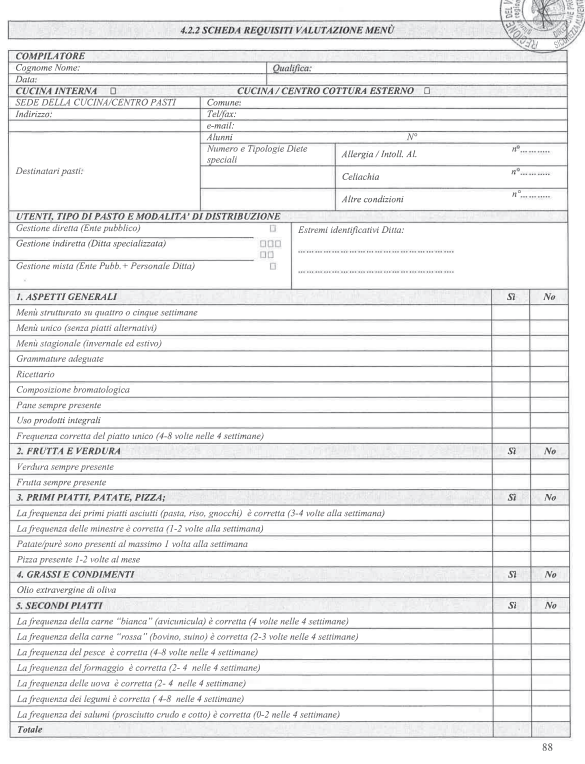 4.2.2 SCHEDA REQUISITI VALUTAZIONE MENÙ
COMPILATORE
Cognome Nome: Qualifica:
Data:
CUCINA INTERNA □ CUCINA / CENTRO COTTURA ESTERNO □
SEDE DELLA CUCINA/CENTRO PASTI Comune:
Indirizzo: Tel/fax:
e-mail:
Alunni N°
Destinatari pasti:
Numero e Tipologie Diete
speciali
Allergia / Intoll. Al. n°...........
Celiachia n°...........
Altre condizioni n°...........
UTENTI, TIPO DI PASTO E MODALITA' DI DISTRIBUZIONE
Gestione diretta (Ente pubblico) □
Gestione indiretta (Ditta specializzata) □□□
□□
Gestione mista (Ente Pubb.+ Personale Ditta) □
Estremi identificativi Ditta:
....................................................
....................................................
1. ASPETTI GENERALI Sì No
Menù strutturato su quattro o cinque settimane
Menù unico (senza piatti alternativi)
Menù stagionale (invernale ed estivo)
Grammature adeguate
Ricettario
Composizione bromatologica
Pane sempre presente
Uso prodotti integrali
Frequenza corretta del piatto unico (4-8 volte nelle 4 settimane)
2. FRUTTA E VERDURA Sì No
Verdura sempre presente
Frutta sempre presente
3. PRIMI PIATTI, PATATE, PIZZA; Sì No
La frequenza dei primi piatti asciutti (pasta, riso, gnocchi) è corretta (3-4 volte alla settimana)
La frequenza delle minestre è corretta (1-2 volte alla settimana)
Patate/purè sono presenti al massimo 1 volta alla settimana
Pizza presente 1-2 volte al mese
4. GRASSI E CONDIMENTI Sì No
Olio extravergine di oliva
5. SECONDI PIATTI Sì No
La frequenza della carne "bianca" (avicunicula) è corretta (4 volte nelle 4 settimane)
La frequenza della carne "rossa" (bovino, suino) è corretta (2-3 volte nelle 4 settimane)
La frequenza del pesce è corretta (4-8 volte nelle 4 settimane)
La frequenza del formaggio è corretta (2- 4 nelle 4 settimane)
La frequenza delle uova è corretta (2- 4 nelle 4 settimane)
La frequenza dei legumi è corretta ( 4-8 nelle 4 settimane)
La frequenza dei salumi (prosciutto crudo e cotto) è corretta (0-2 nelle 4 settimane)
Totale
88